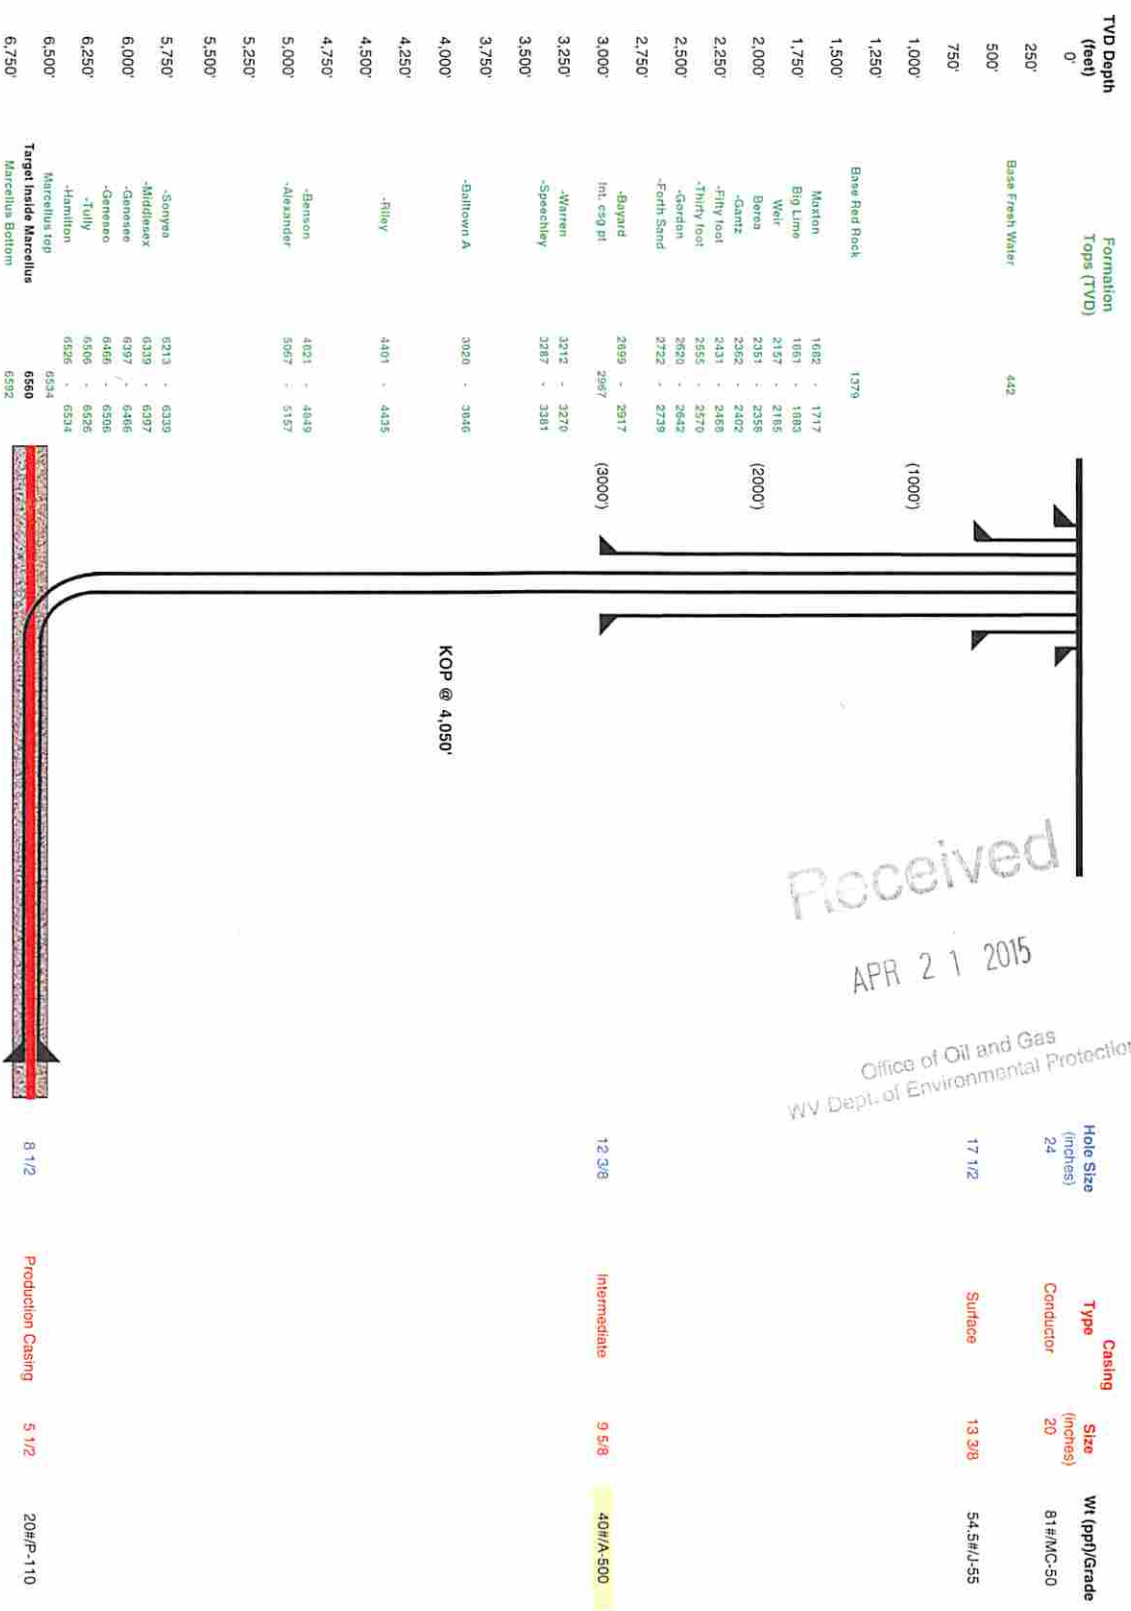 TVD Depth (feet)
Formation Tops (TVD)
Hole Size (inches)
Casing
Type
Size (inches)
Wt (ppf)/Grade
0'
24
Conductor
20
81#/MC-50
250'
Base Fresh Water 442
500'
17 1/2
Surface
13 3/8
54.5#/J-55
750'
1,000'
(1000')
1,250'
Base Red Rock 1379
1,500'
Maxton 1682 - 1717
1,750'
Big Lime 1861 - 1883
Weir 2157 - 2185
2,000'
(2000')
Berea 2351 - 2358
-Gantz 2362 - 2402
2,250'
-Fifty foot 2431 - 2468
-Thirty foot 2555 - 2570
2,500'
-Gordon 2620 - 2642
-Forth Sand 2722 - 2739
2,750'
-Bayard 2899 - 2917
3,000'
Int. csg pt 2967
(3000')
12 3/8
Intermediate
9 5/8
40#/A-500
3,250'
-Warren 3212 - 3270
-Speechley 3287 - 3381
3,500'
3,750'
-Balltown A 3820 - 3846
4,000'
KOP @ 4,050'
4,250'
-Riley 4401 - 4435
4,500'
4,750'
-Benson 4821 - 4849
5,000'
-Alexander 5067 - 5157
5,250'
5,500'
5,750'
-Sonyea 6213 - 6339
-Middlesex 6339 - 6397
6,000'
-Genesee 6397 - 6466
-Geneseo 6466 - 6506
6,250'
-Tully 6506 - 6526
-Hamilton 6526 - 6534
6,500'
Marcellus top 6534
Target Inside Marcellus 6560
8 1/2
Production Casing
5 1/2
20#/P-110
6,750'
Marcellus Bottom 6592
Received
APR 21 2015
Office of Oil and Gas
WV Dept. of Environmental Protection